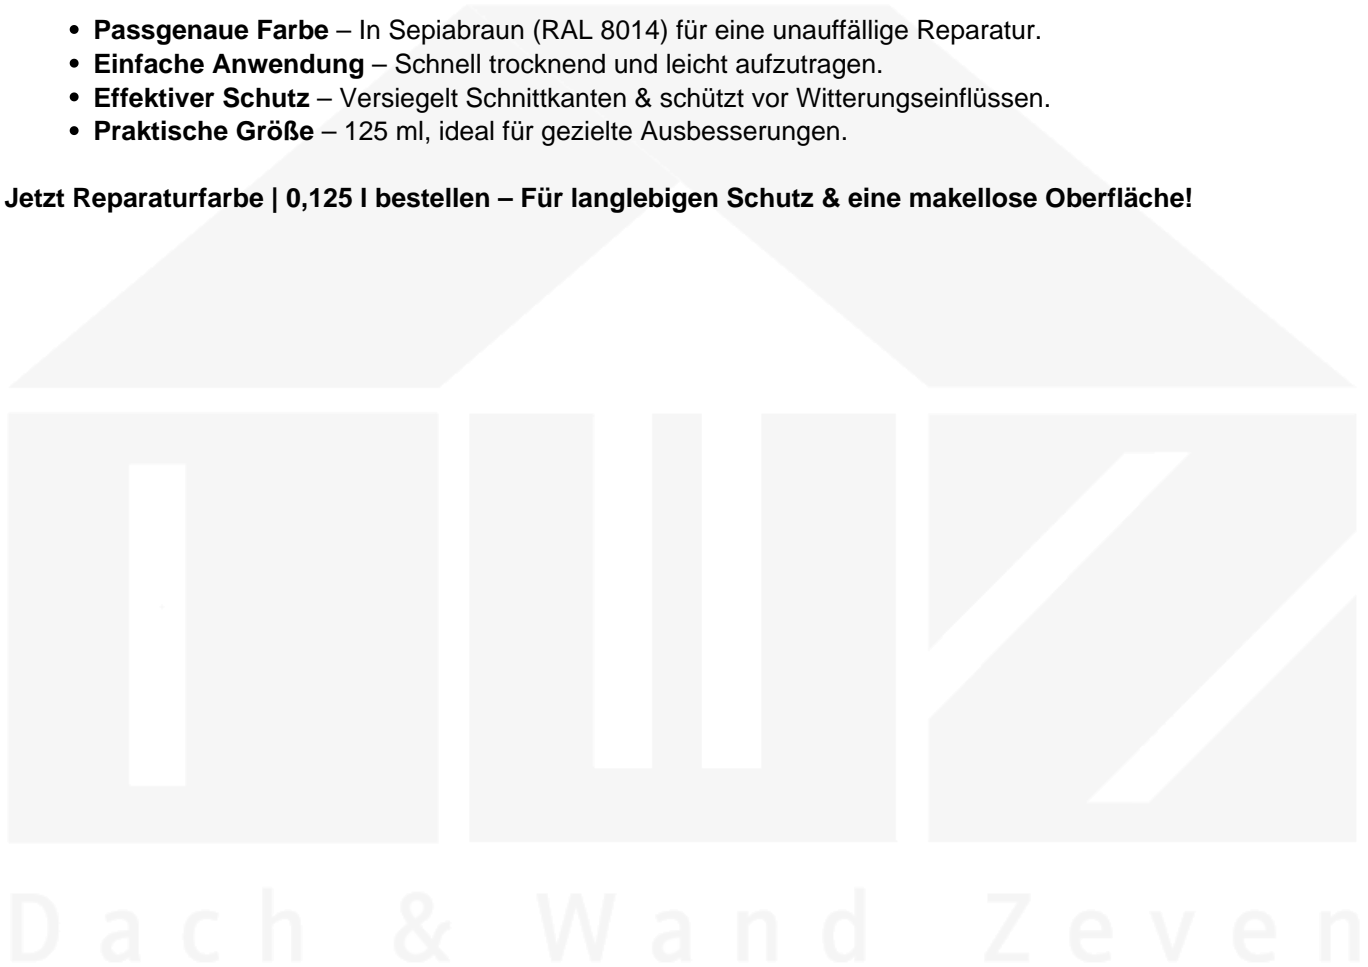 • Passgenaue Farbe – In Sepiabraun (RAL 8014) für eine unauffällige Reparatur.
• Einfache Anwendung – Schnell trocknend und leicht aufzutragen.
• Effektiver Schutz – Versiegelt Schnittkanten & schützt vor Witterungseinflüssen.
• Praktische Größe – 125 ml, ideal für gezielte Ausbesserungen.
Jetzt Reparaturfarbe | 0,125 l bestellen – Für langlebigen Schutz & eine makellose Oberfläche!
Dach & Wand Zeven